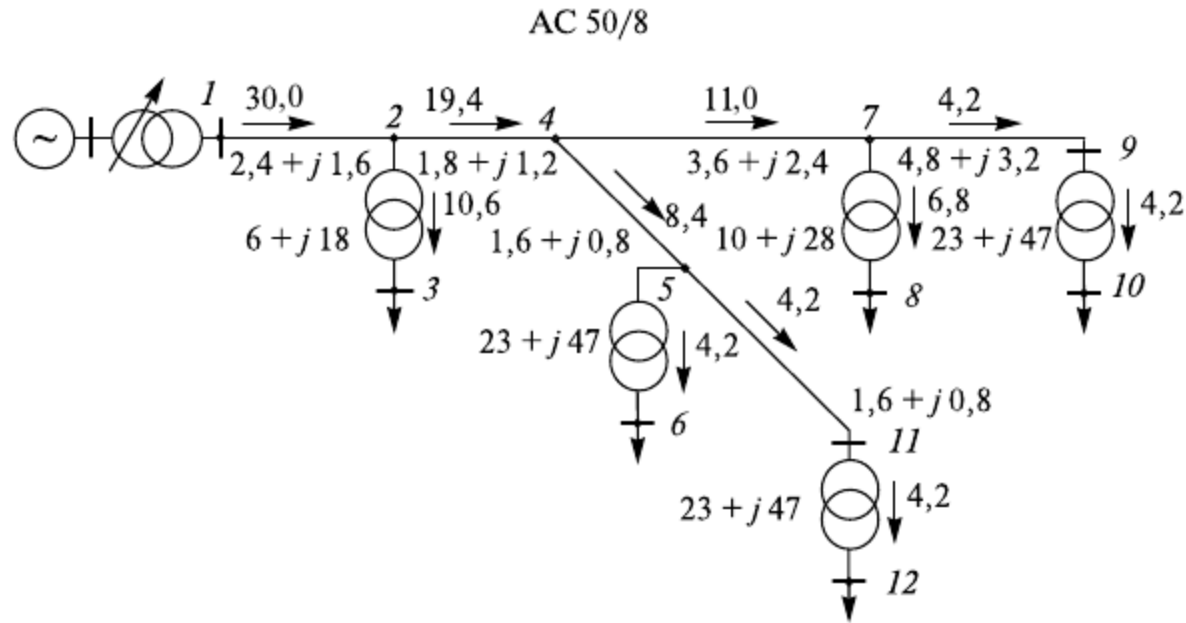 АС 50/8
~
1
30,0
2
19,4
4
11,0
7
4,2
9
2,4 + j 1,6
1,8 + j 1,2
3,6 + j 2,4
4,8 + j 3,2
10,6
8,4
6,8
4,2
6 + j 18
1,6 + j 0,8
10 + j 28
23 + j 47
3
5
8
10
4,2
23 + j 47
4,2
6
1,6 + j 0,8
11
23 + j 47
4,2
12